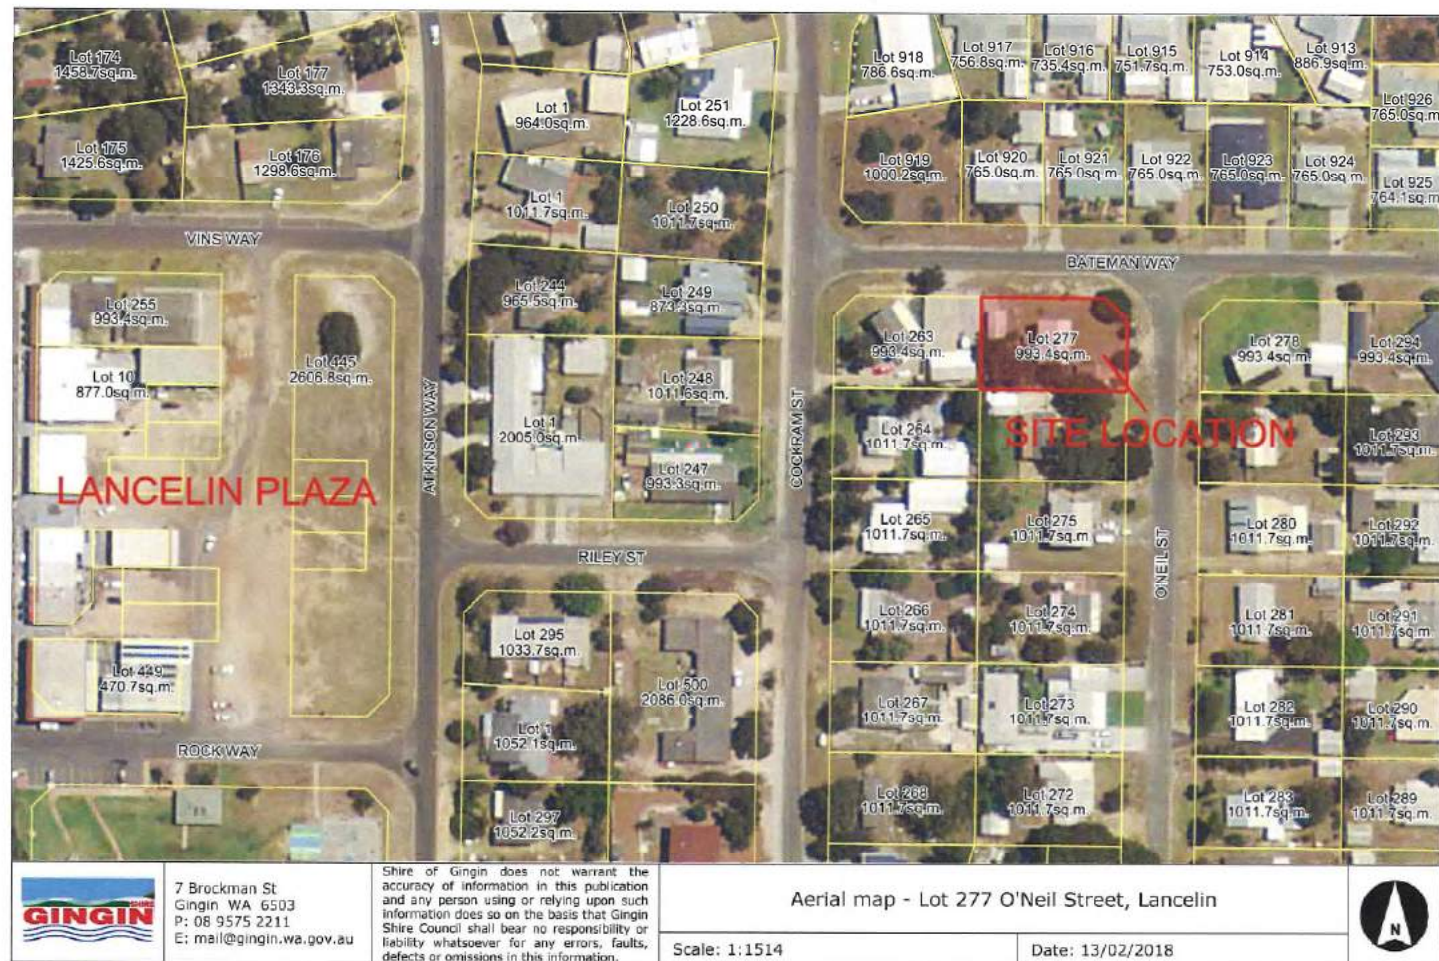 Lot 174
1458.7sq.m.
Lot 177
1343.3sq.m.
Lot 175
1425.6sq.m.
Lot 176
1298.6sq.m.
Lot 1
964.0sq.m.
Lot 251
1228.6sq.m.
Lot 1
1011.7sq.m.
Lot 250
1011.7sq.m.
Lot 918
786.6sq.m.
Lot 917
756.8sq.m.
Lot 916
735.4sq.m.
Lot 915
751.7sq.m.
Lot 914
753.0sq.m.
Lot 913
886.9sq.m.
Lot 926
765.0sq.m.
Lot 919
1000.2sq.m.
Lot 920
765.0sq.m.
Lot 921
765.0sq.m.
Lot 922
765.0sq.m.
Lot 923
765.0sq.m.
Lot 924
765.0sq.m.
Lot 925
764.1sq.m.
VINS WAY
BATEMAN WAY
Lot 255
993.4sq.m.
Lot 10
877.0sq.m.
Lot 445
2606.8sq.m.
ATKINSON WAY
Lot 244
965.5sq.m.
Lot 249
873.3sq.m.
Lot 1
2005.0sq.m.
Lot 248
1011.6sq.m.
Lot 247
993.3sq.m.
COCKRAM ST
Lot 263
993.4sq.m.
Lot 277
993.4sq.m.
Lot 278
993.4sq.m.
Lot 294
993.4sq.m.
SITE LOCATION
Lot 264
1011.7sq.m.
Lot 293
1011.7sq.m.
LANCELIN PLAZA
Lot 265
1011.7sq.m.
Lot 275
1011.7sq.m.
O'NEIL ST
Lot 280
1011.7sq.m.
Lot 292
1011.7sq.m.
RILEY ST
Lot 266
1011.7sq.m.
Lot 274
1011.7sq.m.
Lot 281
1011.7sq.m.
Lot 291
1011.7sq.m.
Lot 295
1033.7sq.m.
Lot 500
2086.0sq.m.
Lot 449
470.7sq.m.
Lot 1
1052.1sq.m.
Lot 267
1011.7sq.m.
Lot 273
1011.7sq.m.
Lot 282
1011.7sq.m.
Lot 290
1011.7sq.m.
ROCK WAY
Lot 297
1052.2sq.m.
Lot 268
1011.7sq.m.
Lot 272
1011.7sq.m.
Lot 283
1011.7sq.m.
Lot 289
1011.7sq.m.
SHIRE
GINGIN
7 Brockman St
Gingin WA 6503
P: 08 9575 2211
E: mail@gingin.wa.gov.au
Shire of Gingin does not warrant the
accuracy of information in this publication
and any person using or relying upon such
information does so on the basis that Gingin
Shire Council shall bear no responsibility or
liability whatsoever for any errors, faults,
defects or omissions in this information.
Aerial map - Lot 277 O'Neil Street, Lancelin
Scale: 1:1514
Date: 13/02/2018
N